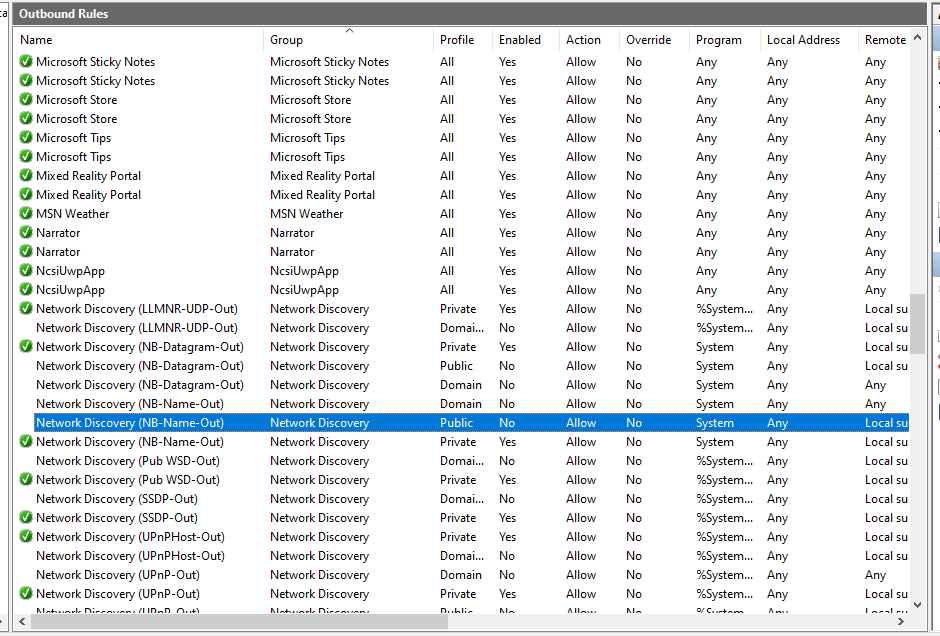 Outbound Rules
Name Group Profile Enabled Action Override Program Local Address Remote
Microsoft Sticky Notes Microsoft Sticky Notes All Yes Allow No Any Any Any
Microsoft Sticky Notes Microsoft Sticky Notes All Yes Allow No Any Any Any
Microsoft Store Microsoft Store All Yes Allow No Any Any Any
Microsoft Store Microsoft Store All Yes Allow No Any Any Any
Microsoft Tips Microsoft Tips All Yes Allow No Any Any Any
Microsoft Tips Microsoft Tips All Yes Allow No Any Any Any
Mixed Reality Portal Mixed Reality Portal All Yes Allow No Any Any Any
Mixed Reality Portal Mixed Reality Portal All Yes Allow No Any Any Any
MSN Weather MSN Weather All Yes Allow No Any Any Any
Narrator Narrator All Yes Allow No Any Any Any
Narrator Narrator All Yes Allow No Any Any Any
NcsiUwpApp NcsiUwpApp All Yes Allow No Any Any Any
NcsiUwpApp NcsiUwpApp All Yes Allow No Any Any Any
Network Discovery (LLMNR-UDP-Out) Network Discovery Private Yes Allow No %System... Any Local su
Network Discovery (LLMNR-UDP-Out) Network Discovery Domai... No Allow No %System... Any Local su
Network Discovery (NB-Datagram-Out) Network Discovery Private Yes Allow No System Any Local su
Network Discovery (NB-Datagram-Out) Network Discovery Public No Allow No System Any Local su
Network Discovery (NB-Datagram-Out) Network Discovery Domain No Allow No System Any Any
Network Discovery (NB-Name-Out) Network Discovery Domain No Allow No System Any Any
Network Discovery (NB-Name-Out) Network Discovery Public No Allow No System Any Local su
Network Discovery (NB-Name-Out) Network Discovery Private Yes Allow No System Any Local su
Network Discovery (Pub WSD-Out) Network Discovery Domai... No Allow No %System... Any Local su
Network Discovery (Pub WSD-Out) Network Discovery Private Yes Allow No %System... Any Local su
Network Discovery (SSDP-Out) Network Discovery Domai... No Allow No %System... Any Local su
Network Discovery (SSDP-Out) Network Discovery Private Yes Allow No %System... Any Local su
Network Discovery (UPnPHost-Out) Network Discovery Private Yes Allow No %System... Any Local su
Network Discovery (UPnPHost-Out) Network Discovery Domai... No Allow No %System... Any Local su
Network Discovery (UPnP-Out) Network Discovery Domain No Allow No %System... Any Any
Network Discovery (UPnP-Out) Network Discovery Private Yes Allow No %System... Any Local su
Network Discovery (UPnP-Out) Network Discovery Public No Allow No %System... Any Local su